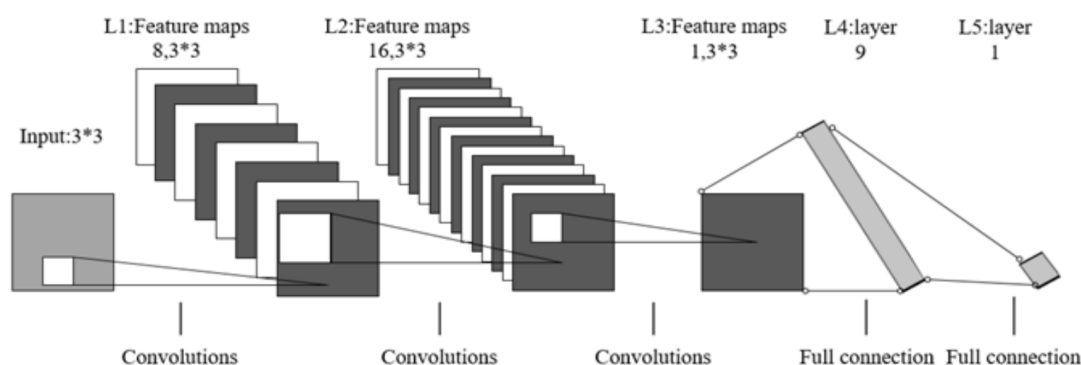 L1:Feature maps
8,3*3
L2:Feature maps
16,3*3
L3:Feature maps
1,3*3
L4:layer
9
L5:layer
1
Input:3*3
Convolutions
Convolutions
Convolutions
Full connection
Full connection